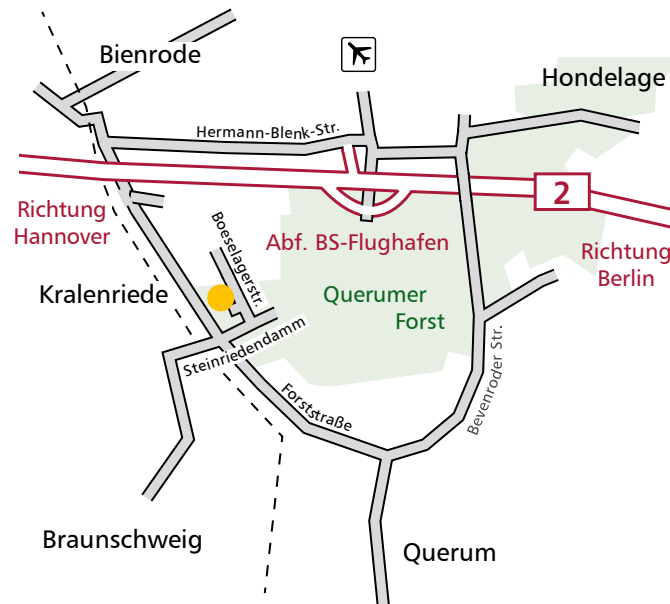 Bienrode
Hondelage
Hermann-Blenk-Str.
2
Richtung
Hannover
Boeselagerstr.
Abf. BS-Flughafen
Richtung
Berlin
Kralenriede
Querumer
Forst
Steinriedendamm
Bevenroder Str.
Forststraße
Braunschweig
Querum